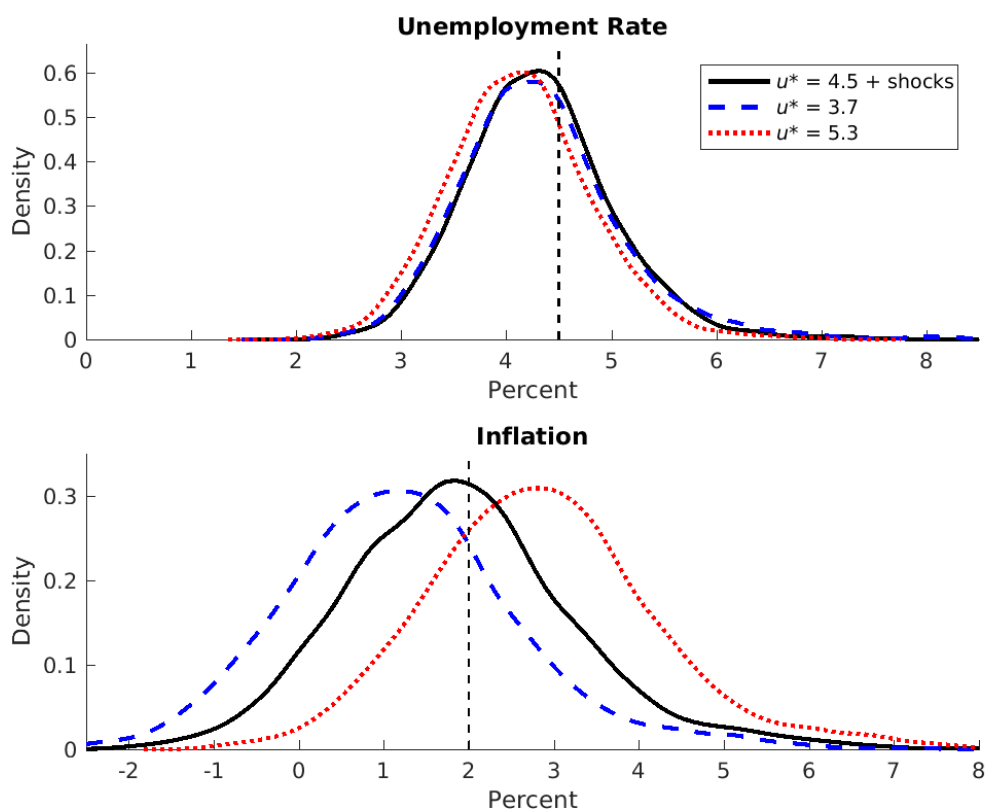 Unemployment Rate
Density
0.6
0.5
0.4
0.3
0.2
0.1
0
u* = 4.5 + shocks
u* = 3.7
u* = 5.3
0 1 2 3 4 5 6 7 8
Percent
Inflation
Density
0.3
0.2
0.1
0
-2 -1 0 1 2 3 4 5 6 7 8
Percent